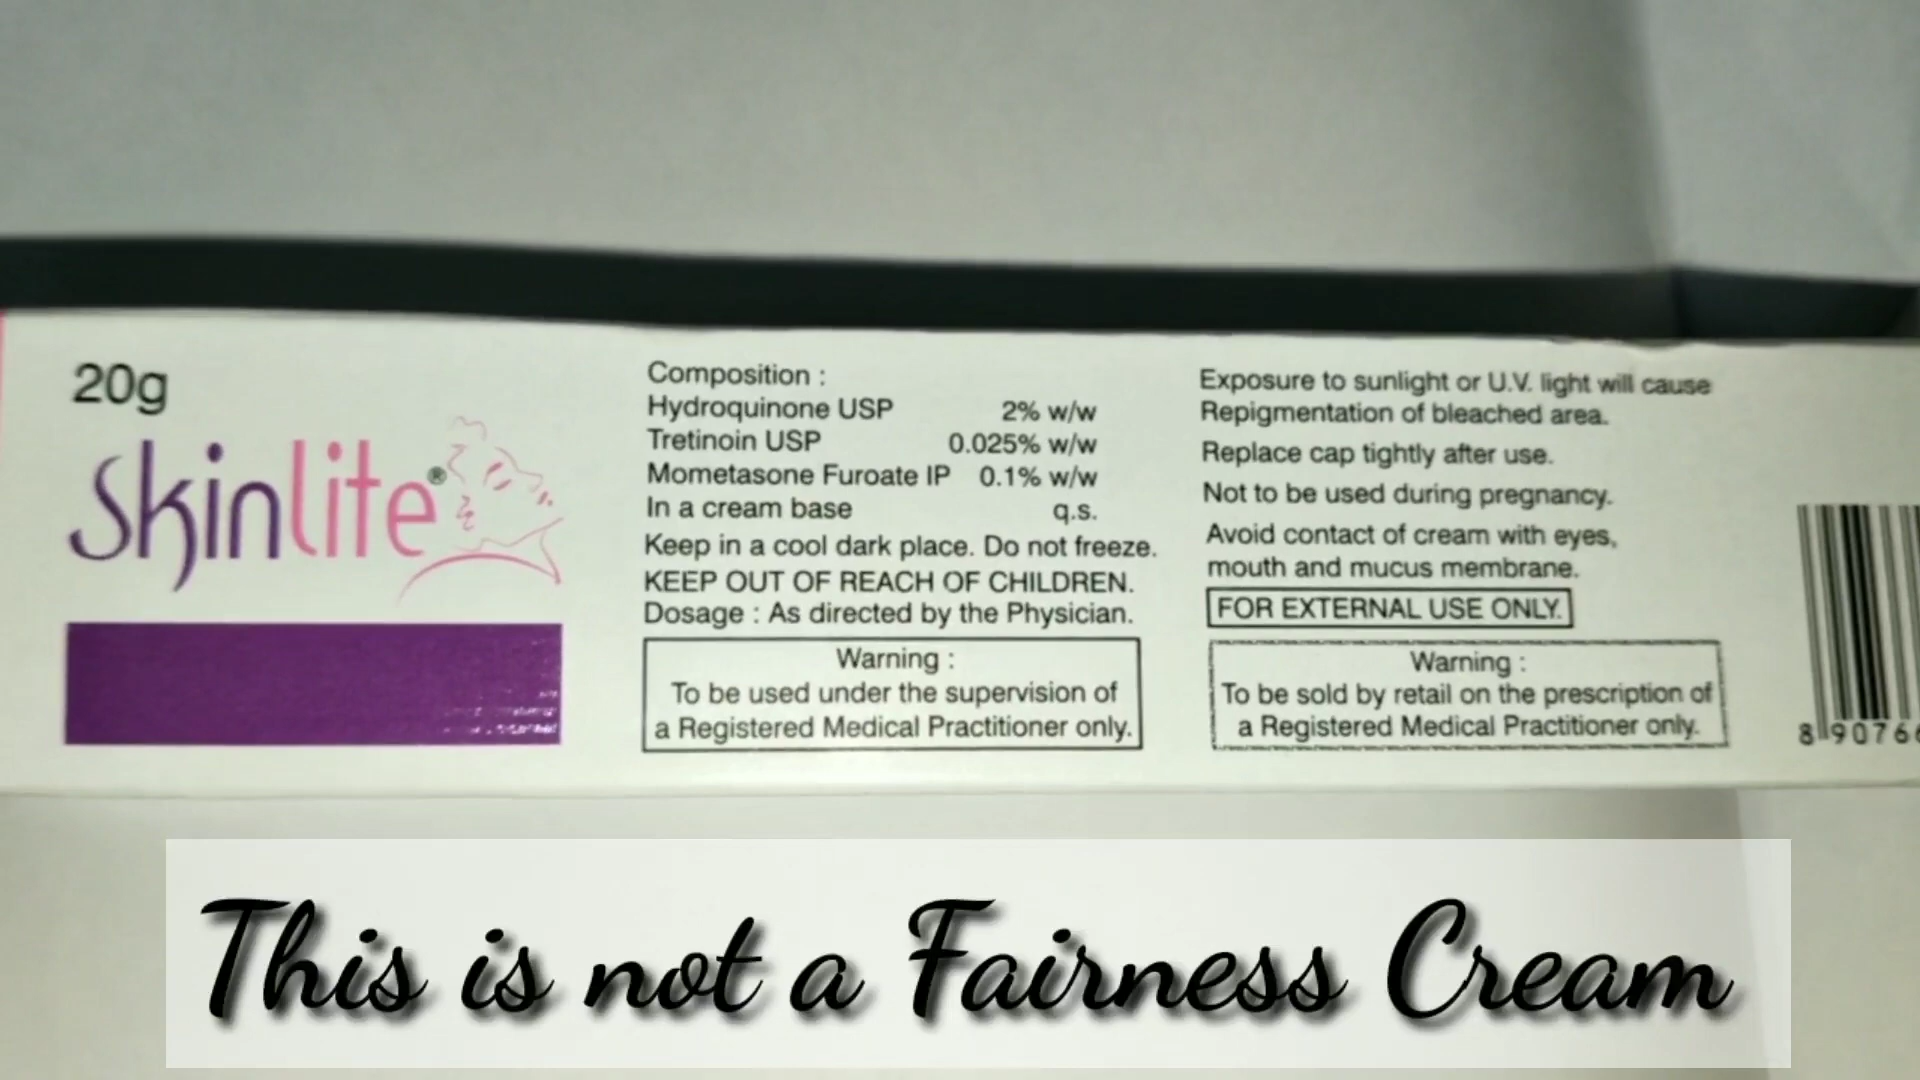 20g
Skinlite®
Composition :
Hydroquinone USP 2% w/w
Tretinoin USP 0.025% w/w
Mometasone Furoate IP 0.1% w/w
In a cream base q.s.
Keep in a cool dark place. Do not freeze.
KEEP OUT OF REACH OF CHILDREN.
Dosage : As directed by the Physician.
Warning :
To be used under the supervision of
a Registered Medical Practitioner only.
Exposure to sunlight or U.V. light will cause
Repigmentation of bleached area.
Replace cap tightly after use.
Not to be used during pregnancy.
Avoid contact of cream with eyes,
mouth and mucus membrane.
FOR EXTERNAL USE ONLY.
Warning :
To be sold by retail on the prescription of
a Registered Medical Practitioner only.
8 90766
This is not a Fairness Cream